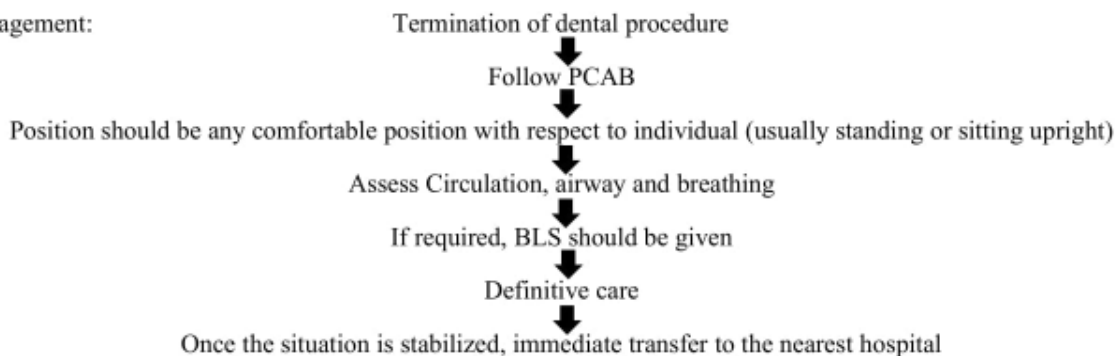 agement: Termination of dental procedure
Follow PCAB
Position should be any comfortable position with respect to individual (usually standing or sitting upright)
Assess Circulation, airway and breathing
If required, BLS should be given
Definitive care
Once the situation is stabilized, immediate transfer to the nearest hospital